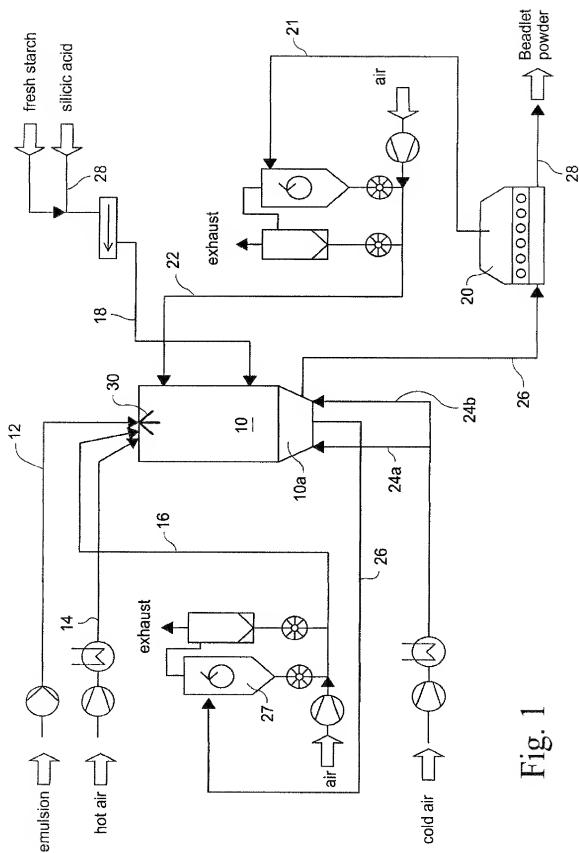 fresh starch
silicic acid
28
18
22
exhaust
21
air
Beadlet
powder
28
20
26
12
30
10
10a
24b
24a
16
14
exhaust
27
26
air
emulsion
hot air
cold air
Fig. 1